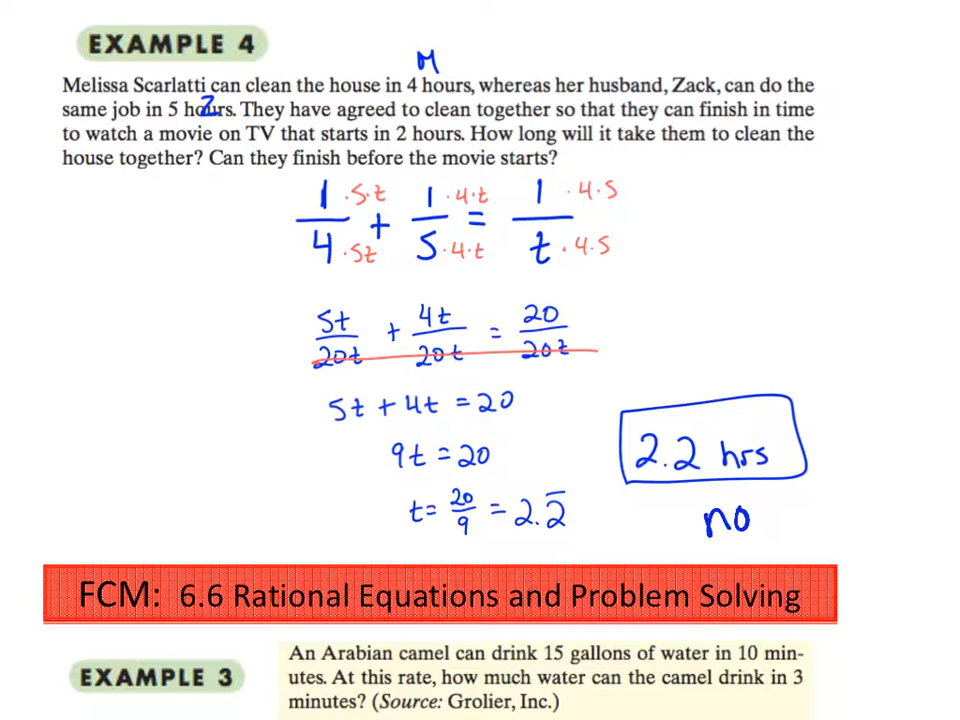 EXAMPLE 4
M
Melissa Scarlatti can clean the house in 4 hours, whereas her husband, Zack, can do the
same job in 5 hours. They have agreed to clean together so that they can finish in time
Z
to watch a movie on TV that starts in 2 hours. How long will it take them to clean the
house together? Can they finish before the movie starts?
1/4 ·5·t/·5t + 1/5 ·4·t/·4·t = 1/t ·4·5/·4·5
5t/20t + 4t/20t = 20/20t
5t + 4t = 20
9t = 20
t = 20/9 = 2.2̅
2.2 hrs
no
FCM: 6.6 Rational Equations and Problem Solving
EXAMPLE 3
An Arabian camel can drink 15 gallons of water in 10 min-
utes. At this rate, how much water can the camel drink in 3
minutes? (Source: Grolier, Inc.)